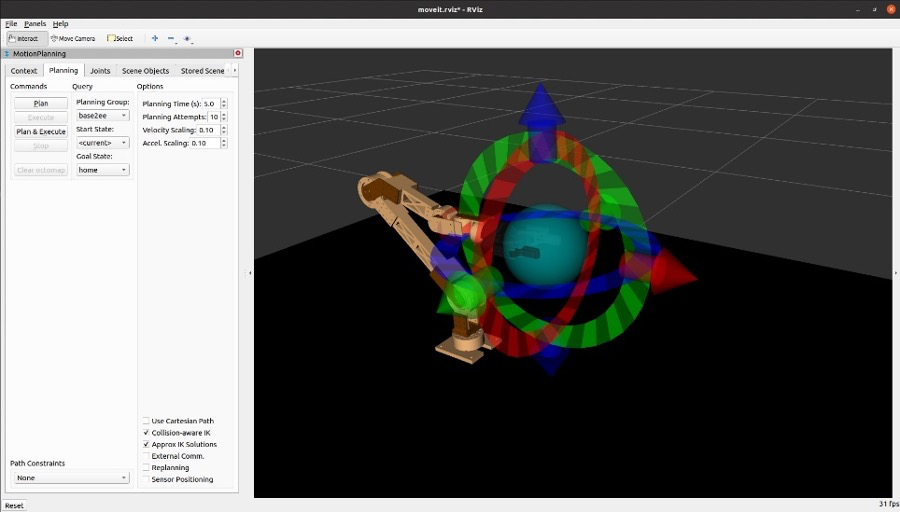 moveit.rviz* - RViz
File Panels Help
Interact Move Camera Select
MotionPlanning
Context Planning Joints Scene Objects Stored Scene
Commands Query Options
Plan
Execute
Plan & Execute
Stop
Clear octomap
Planning Group:
base2ee
Start State:
<current>
Goal State:
home
Planning Time (s): 5.0
Planning Attempts: 10
Velocity Scaling: 0.10
Accel. Scaling: 0.10
Use Cartesian Path
Collision-aware IK
Approx IK Solutions
External Comm.
Replanning
Sensor Positioning
Path Constraints
None
Reset
31 fps